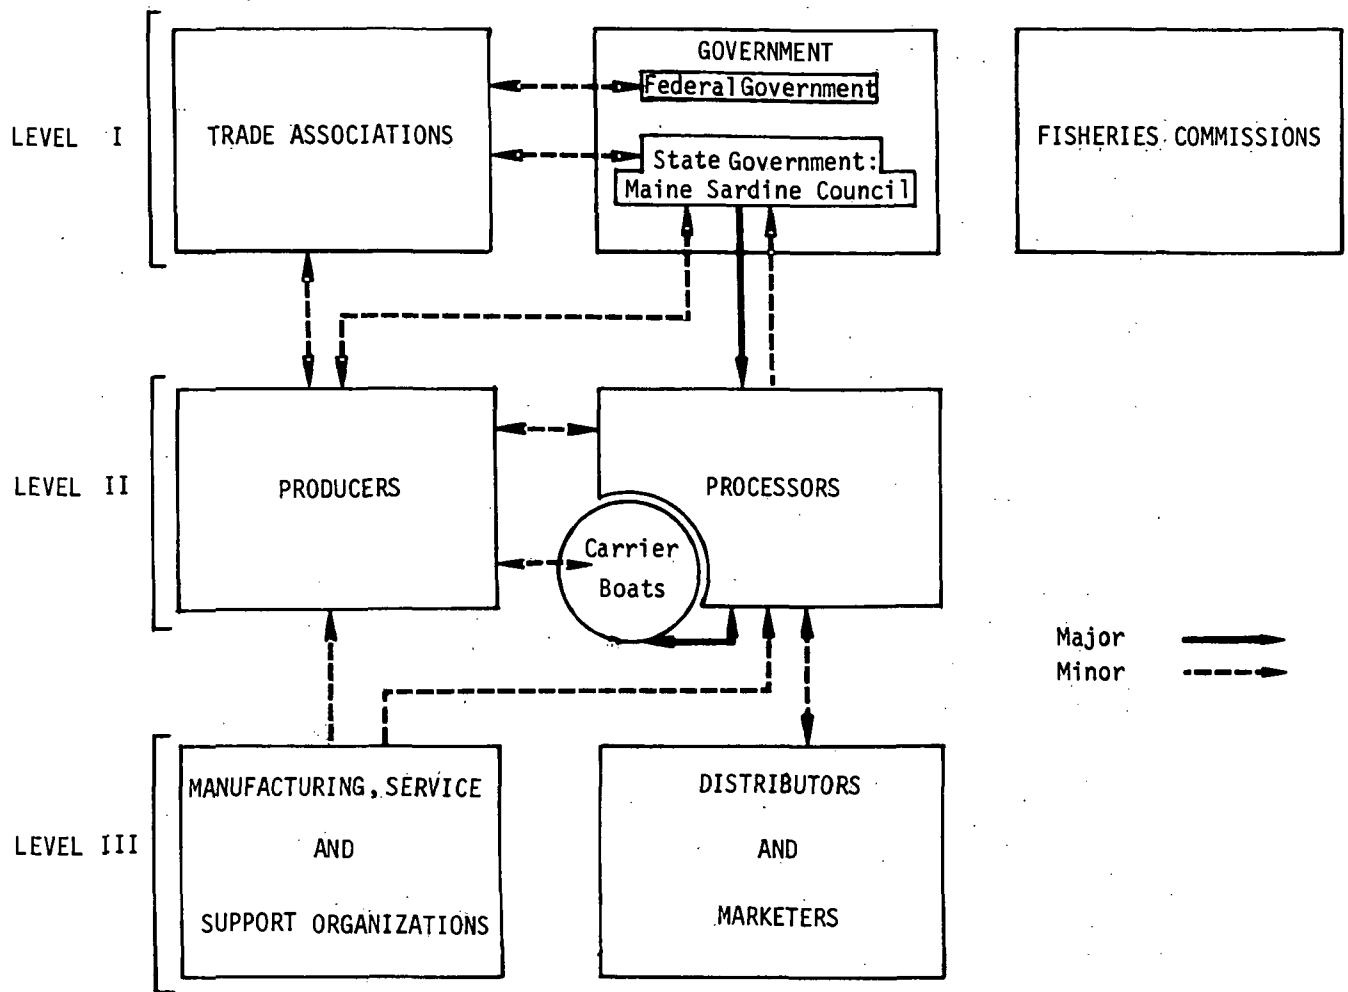 GOVERNMENT
Federal Government
LEVEL I
TRADE ASSOCIATIONS
State Government:
Maine Sardine Council
FISHERIES COMMISSIONS
LEVEL II
PRODUCERS
PROCESSORS
Carrier
Boats
Major
Minor
LEVEL III
MANUFACTURING, SERVICE
AND
SUPPORT ORGANIZATIONS
DISTRIBUTORS
AND
MARKETERS